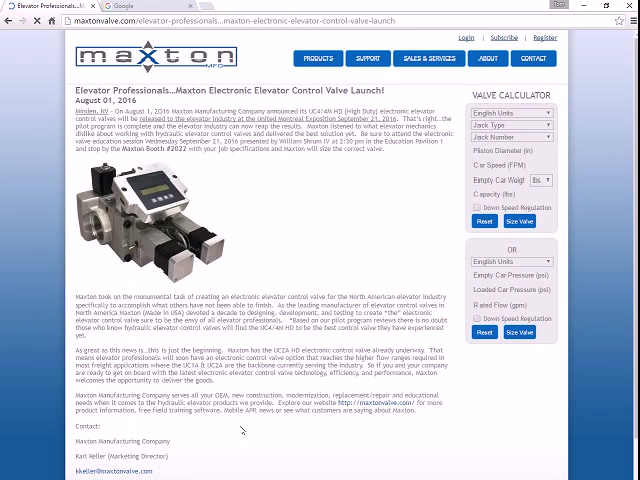 Elevator Professionals...M
Google
maxtonvalve.com/elevator-professionals...maxton-electronic-elevator-control-valve-launch
Login | Subscribe | Register
maxton
MFG
PRODUCTS
SUPPORT
SALES & SERVICES
ABOUT
CONTACT
Elevator Professionals...Maxton Electronic Elevator Control Valve Launch!
August 01, 2016
Minden, NV - On August 1, 2016 Maxton Manufacturing Company announced its UC4/4M HD (High Duty) electronic elevator
control valves will be released to the elevator industry at the United Montreal Exposition September 21, 2016. That's right...the
pilot program is complete and the elevator industry can now reap the results. Maxton listened to what elevator mechanics
dislike about working with hydraulic elevator control valves and delivered the best solution yet. Be sure to attend the electronic
valve education session Wednesday September 21, 2016 presented by William Shrum IV at 2:30 pm in the Education Pavilion 1
and stop by the Maxton Booth #2022 with your job specifications and Maxton will size the correct valve.
Maxton took on the monumental task of creating an electronic elevator control valve for the North American elevator industry
specifically to accomplish what others have not been able to finish. As the leading manufacturer of elevator control valves in
North America Maxton (Made in USA) devoted a decade to designing, development, and testing to create "the" electronic
elevator control valve sure to be the envy of all elevator professionals. "Based on our pilot program reviews there is no doubt
those who know hydraulic elevator control valves will find the UC4/4M HD to be the best control valve they have experienced
yet.
As great as this news is..this is just the beginning. Maxton has the UC2A HD electronic control valve already underway. That
means elevator professionals will soon have an electronic control valve option that reaches the higher flow ranges required in
most freight applications where the UC1A & UC2A are the backbone currently serving the industry. So if you and your company
are ready to get on board with the latest electronic elevator control valve technology, efficiency, and performance, Maxton
welcomes the opportunity to deliver the goods.
Maxton Manufacturing Company serves all your OEM, new construction, modernization, replacement/repair and educational
needs when it comes to the hydraulic elevator products we provide. Explore our website http://maxtonvalve.com/ for more
product information, free field training software, Mobile APP, news or see what customers are saying about Maxton.
Contact:
Maxton Manufacturing Company
Karl Keller (Marketing Director)
kkeller@maxtonvalve.com
VALVE CALCULATOR
English Units
Jack Type
Jack Number
Pliston Diameter (in)
Car Speed (FPM)
Empty Car Weigh lbs.
Capacity (lbs)
Down Speed Regulation
Reset
Size Valve
OR
English Units
Empty Car Pressure (psi)
Loaded Car Pressure (psi)
Rated Flow (gpm)
Down Speed Regulation
Reset
Size Valve